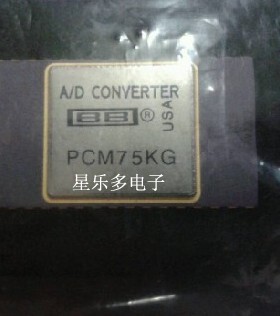 A/D CONVERTER
BB® USA
PCM75KG
星乐多电子